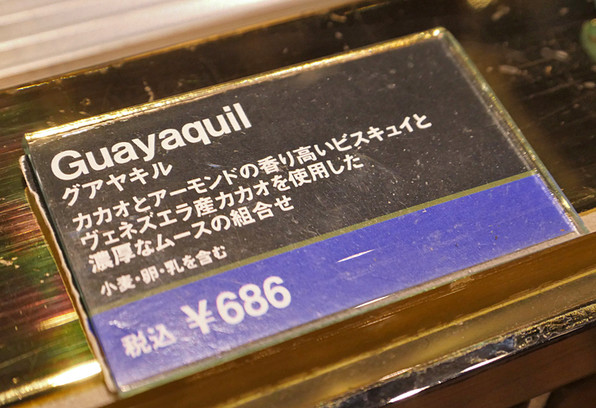 Guayaquil
グアヤキル
カカオとアーモンドの香り高いビスキュイと
ヴェネズエラ産カカオを使用した
濃厚なムースの組合せ
小麦・卵・乳を含む
税込 ¥686